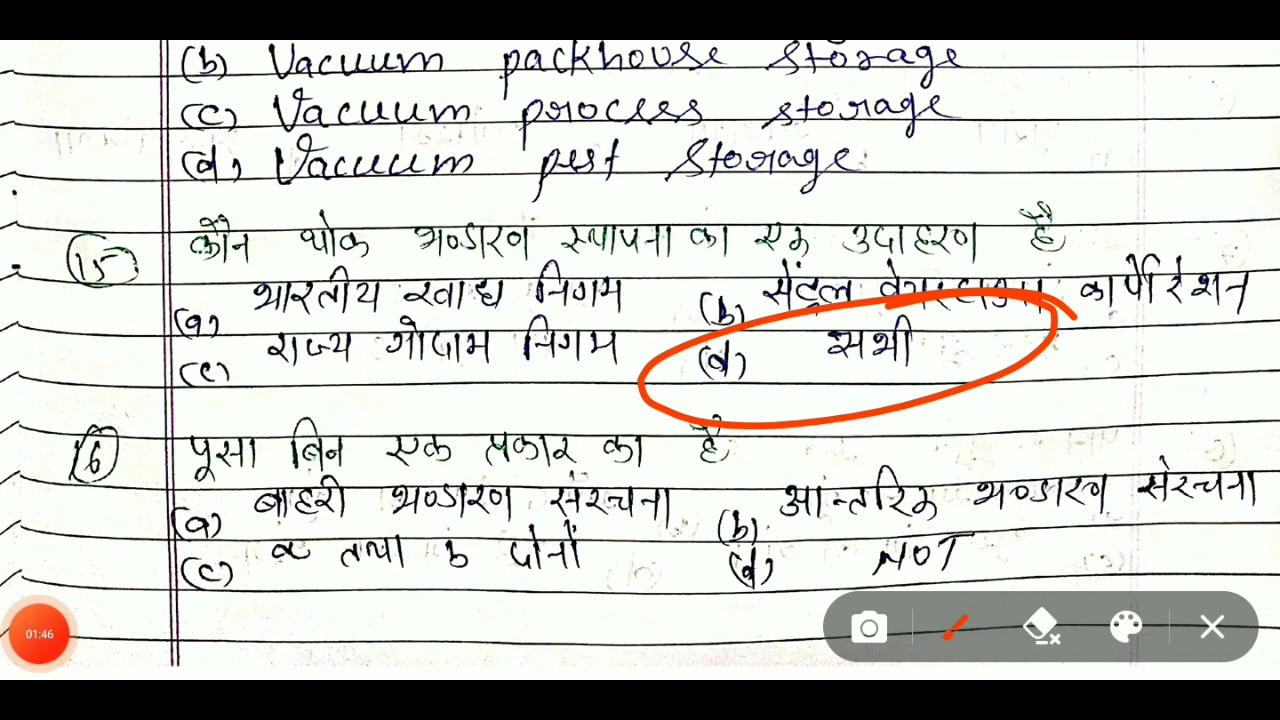 (b) Vacuum packhouse storage
(c) Vacuum process storage
(d) Vacuum pest storage
(15) कौन थोक भण्डारण स्थापना का एक उदाहरण है
(a) भारतीय खाद्य निगम (b) सेंट्रल वेयरहाउस कार्पोरेशन
(c) राज्य गोदाम निगम (d) सभी
16 पूसा बिन एक प्रकार का है
(a) बाहरी भण्डारण संरचना (b) आन्तरिक भण्डारण संरचना
(c) a तथा b दोनों (d) NOT
01:46